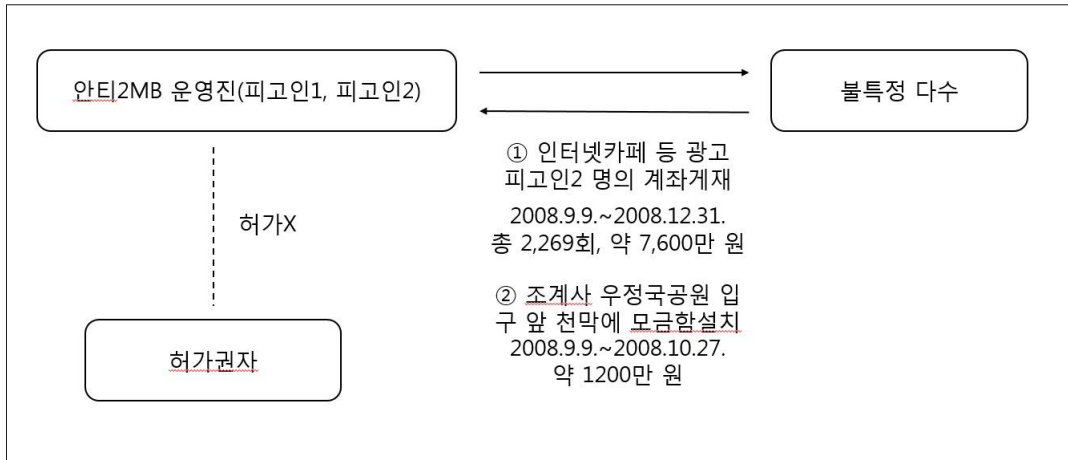 안티2MB 운영진(피고인1, 피고인2)
불특정 다수
① 인터넷카페 등 광고
피고인2 명의 계좌게재
2008.9.9.~2008.12.31.
총 2,269회, 약 7,600만 원
허가X
② 조계사 우정국공원 입
구 앞 천막에 모금함설치
2008.9.9.~2008.10.27.
약 1200만 원
허가권자